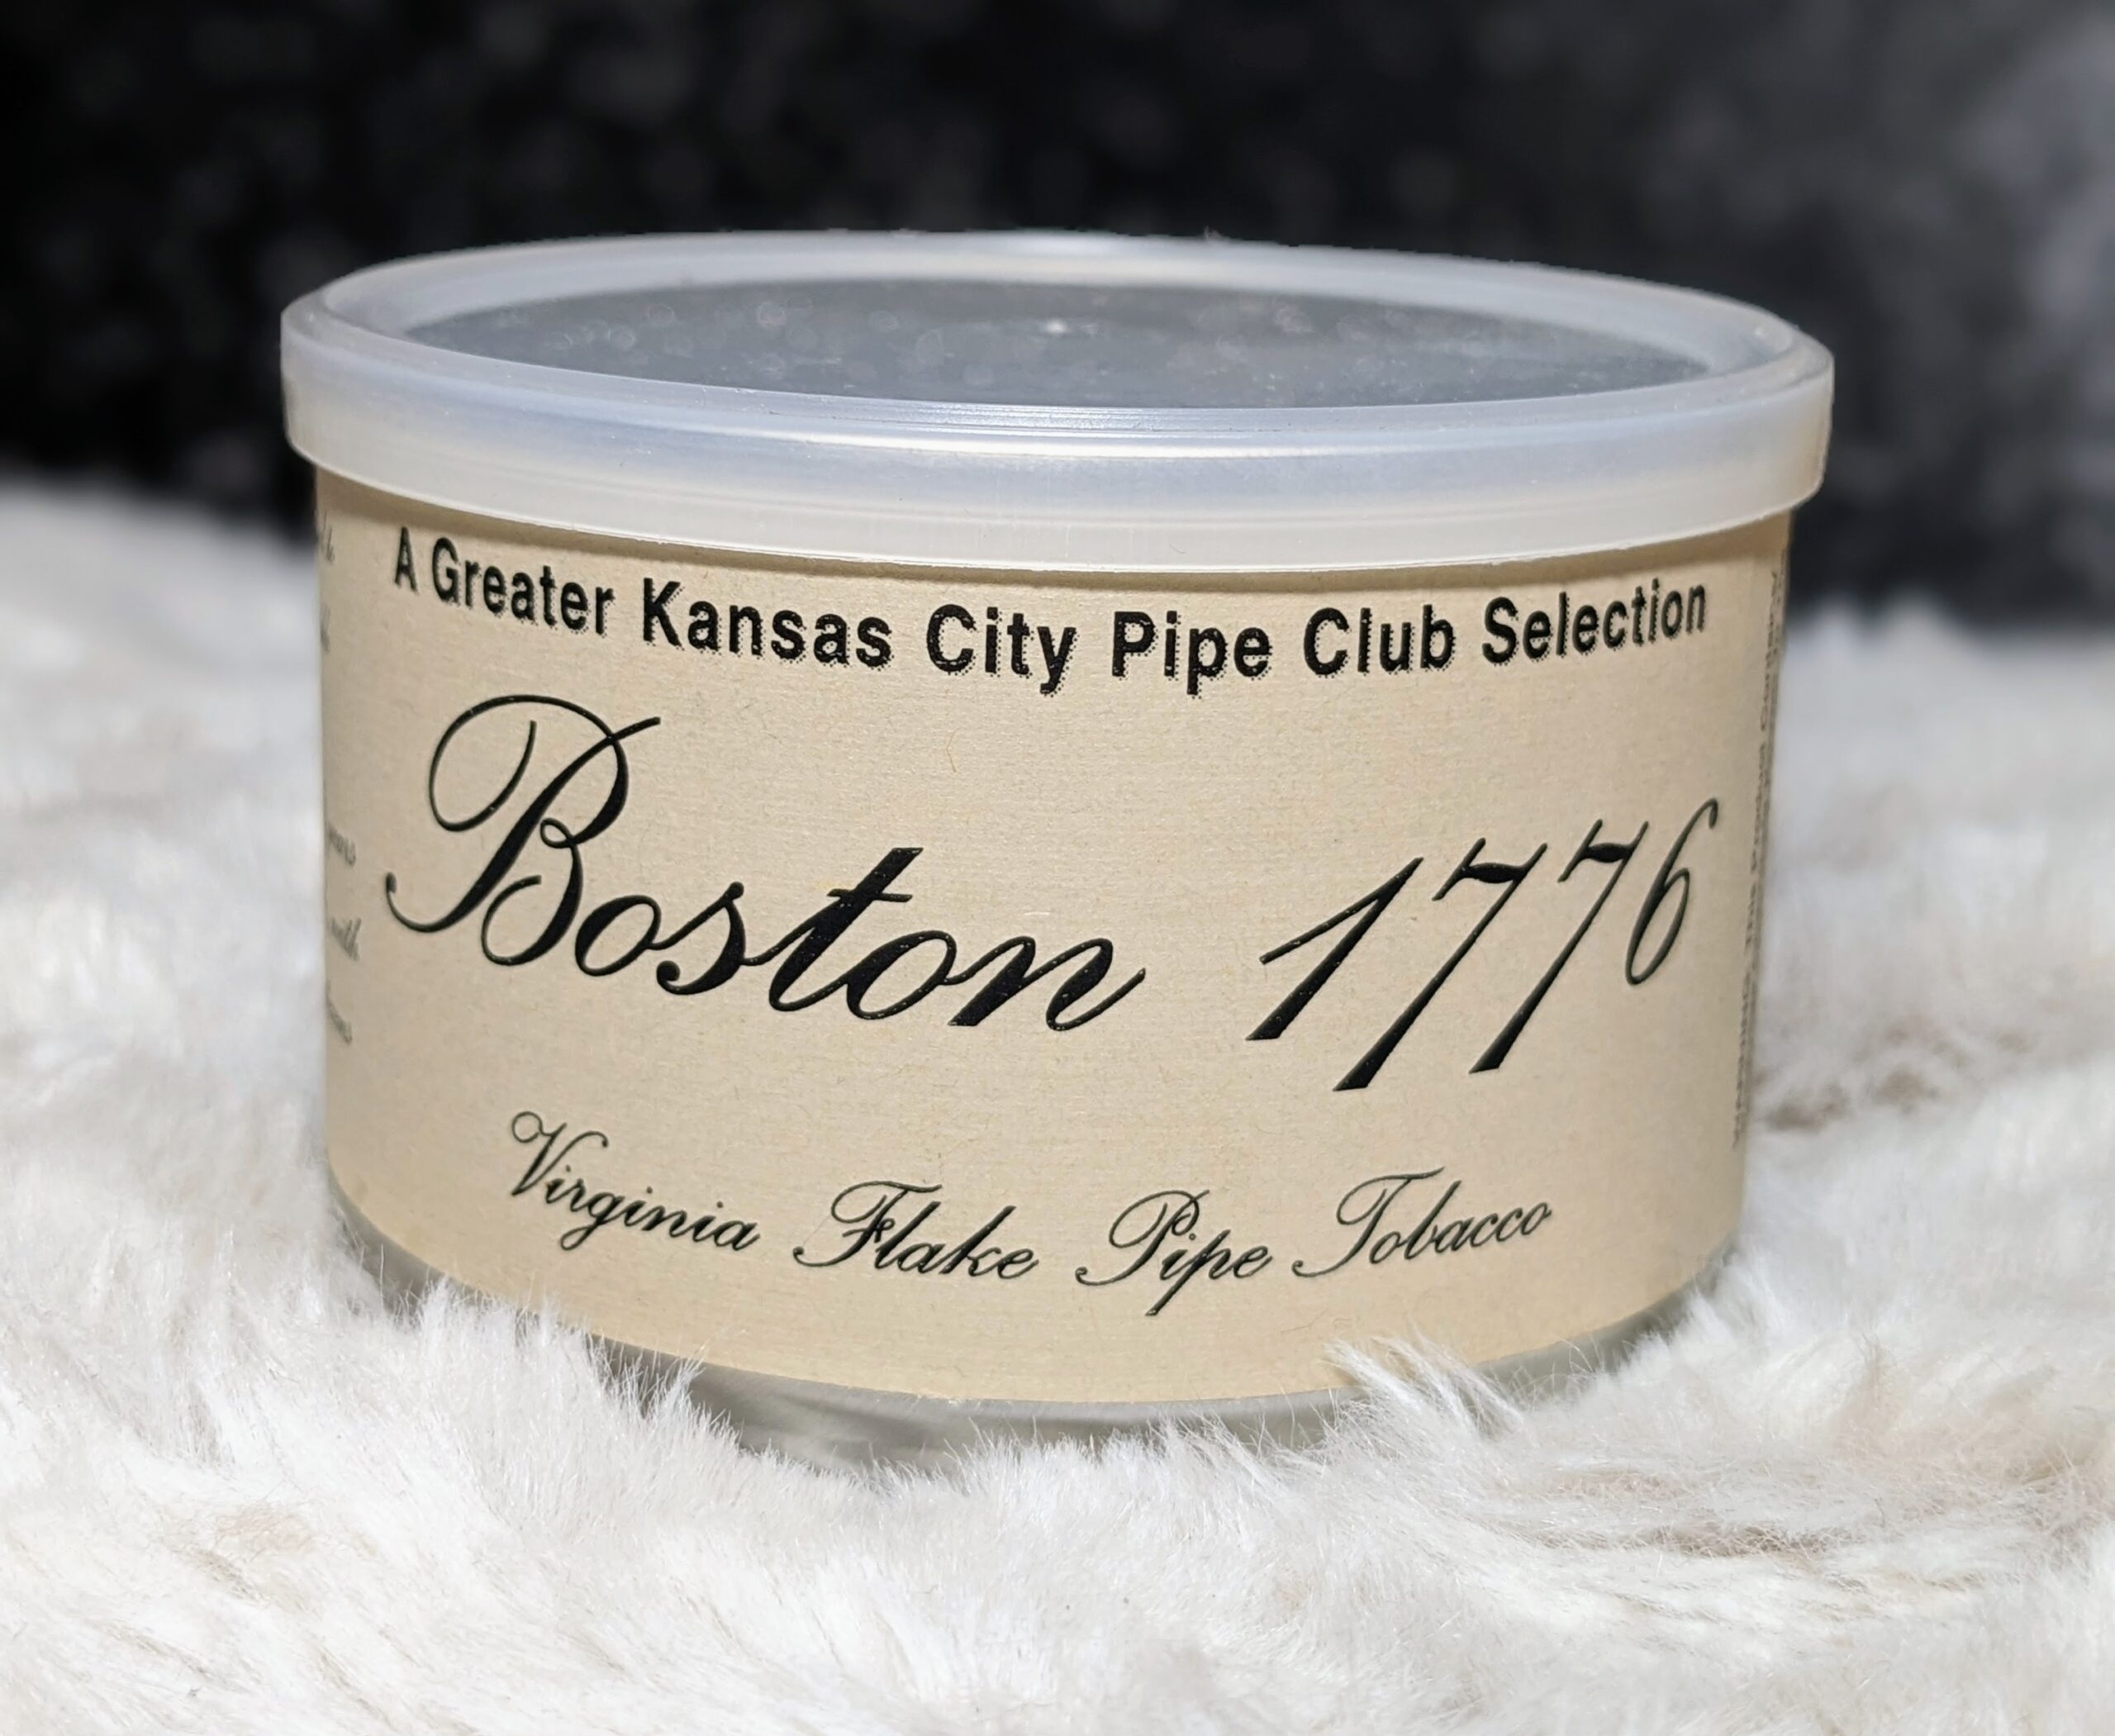 A Greater Kansas City Pipe Club Selection
Boston 1776
Virginia Flake Pipe Tobacco